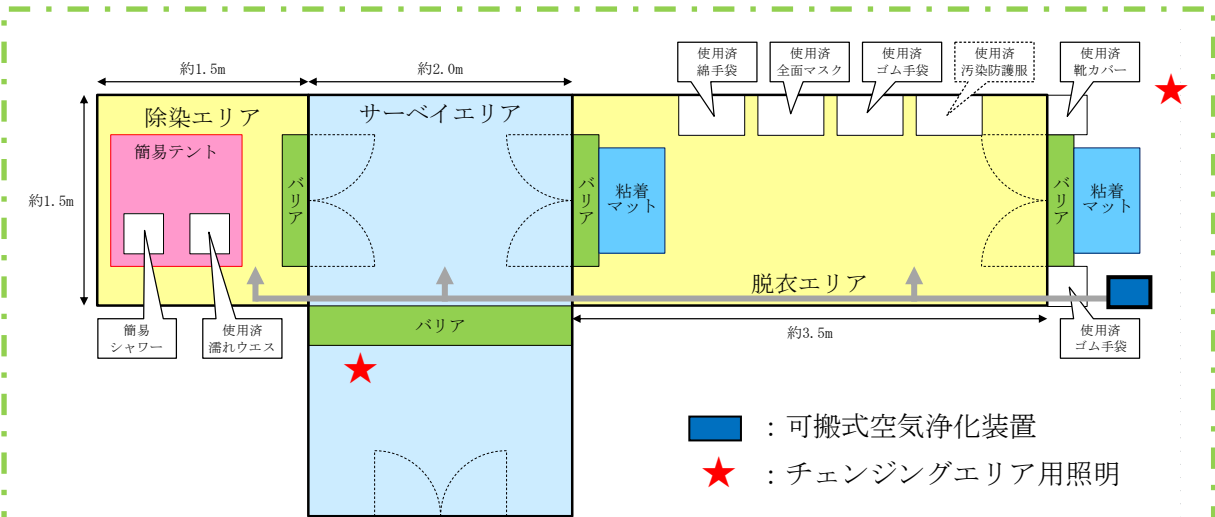 使用済
綿手袋
使用済
全面マスク
使用済
ゴム手袋
使用済
汚染防護服
使用済
靴カバー
約1.5m
約2.0m
除染エリア
サーベイエリア
簡易テント
バリア
バリア
粘着
マット
バリア
粘着
マット
約1.5m
脱衣エリア
簡易
シャワー
使用済
濡れウエス
バリア
約3.5m
使用済
ゴム手袋
:可搬式空気浄化装置
:チェンジングエリア用照明